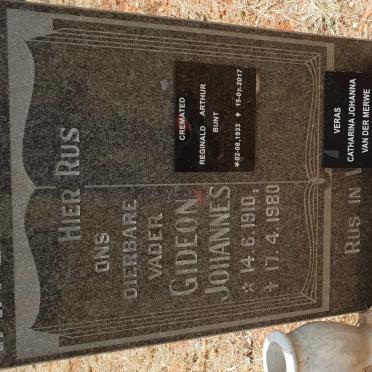 HIER RUS
ONS
DIERBARE
VADER
GIDEON
JOHANNES
☆ 14.6.1910
✝ 17.4.1980
CREMATED
REGINALD ARTHUR
BUNT
*02-08.1933 ✝ 15-07.2017
VERAS
CATHARINA JOHANNA
VAN DER MERWE
RUS IN